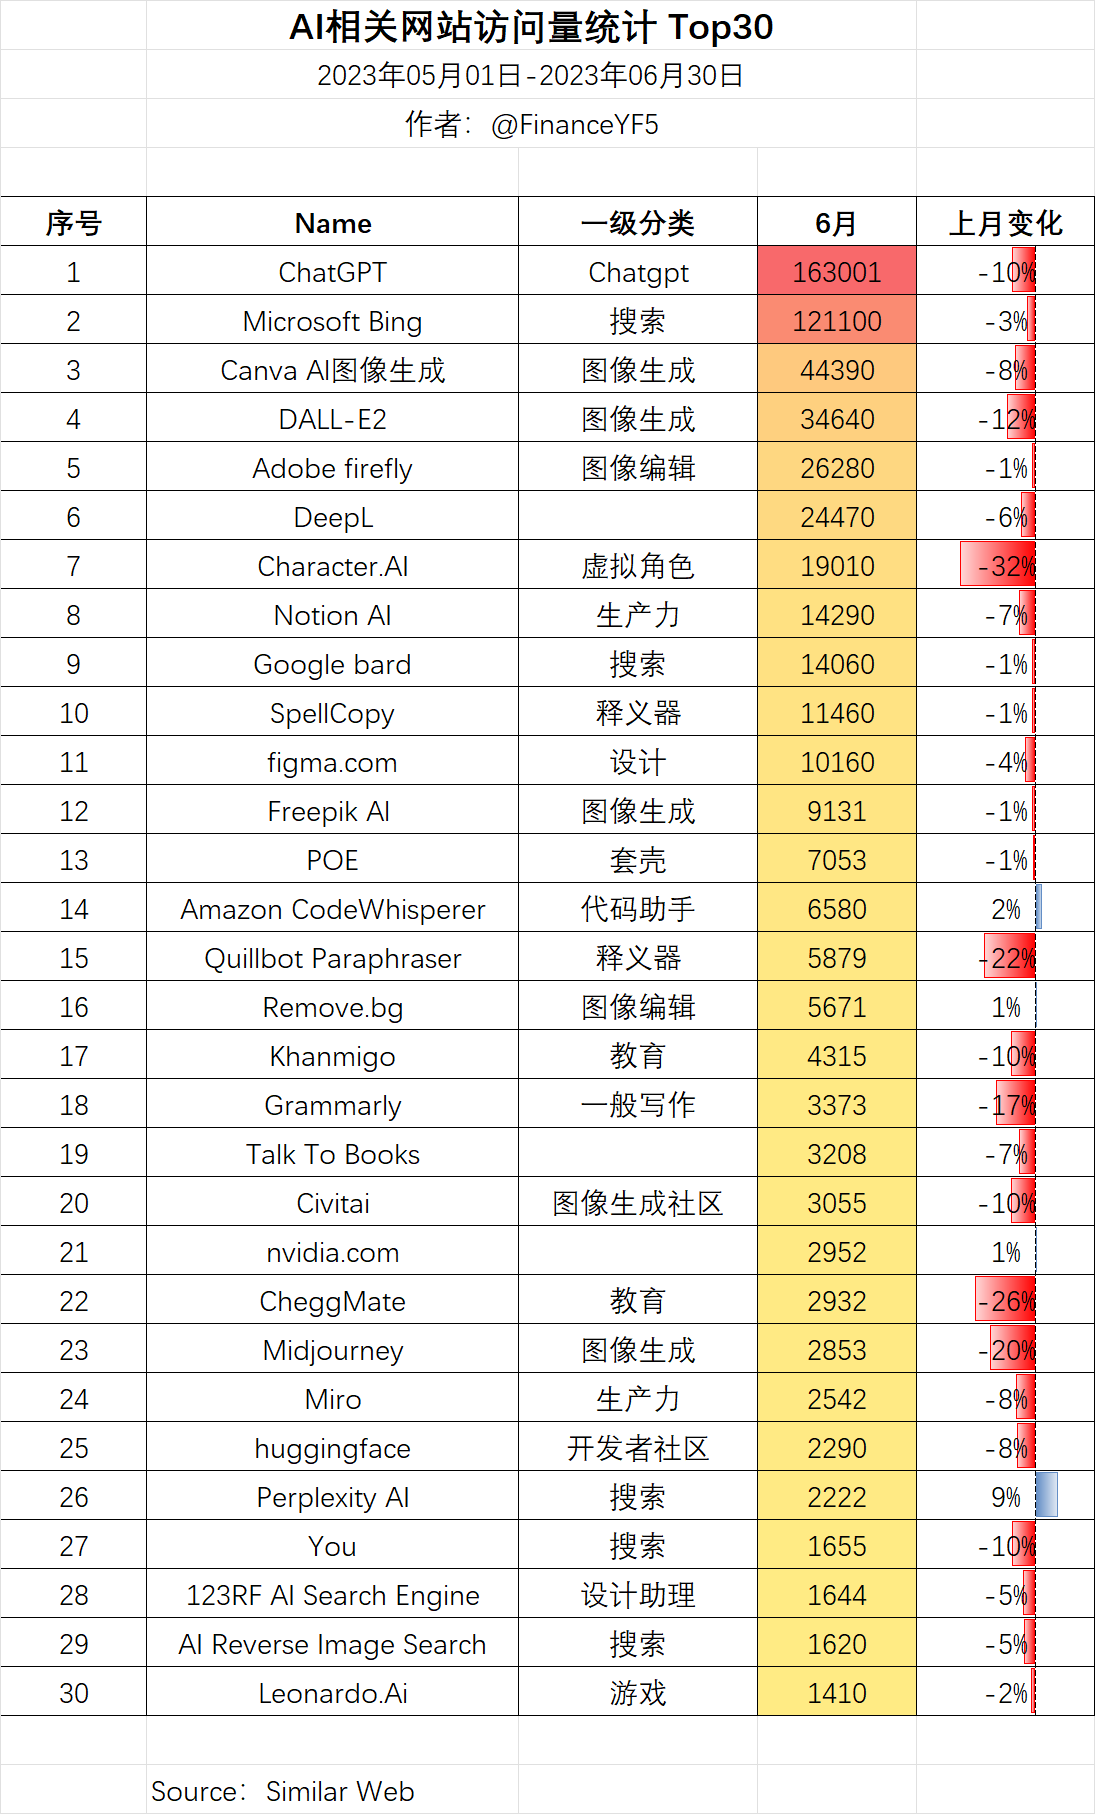 AI相关网站访问量统计 Top30
2023年05月01日-2023年06月30日
作者：@FinanceYF5
序号 Name 一级分类 6月 上月变化
1 ChatGPT Chatgpt 163001 -10%
2 Microsoft Bing 搜索 121100 -3%
3 Canva AI图像生成 图像生成 44390 -8%
4 DALL-E2 图像生成 34640 -12%
5 Adobe firefly 图像编辑 26280 -1%
6 DeepL 24470 -6%
7 Character.AI 虚拟角色 19010 -32%
8 Notion AI 生产力 14290 -7%
9 Google bard 搜索 14060 -1%
10 SpellCopy 释义器 11460 -1%
11 figma.com 设计 10160 -4%
12 Freepik AI 图像生成 9131 -1%
13 POE 套壳 7053 -1%
14 Amazon CodeWhisperer 代码助手 6580 2%
15 Quillbot Paraphraser 释义器 5879 -22%
16 Remove.bg 图像编辑 5671 1%
17 Khanmigo 教育 4315 -10%
18 Grammarly 一般写作 3373 -17%
19 Talk To Books 3208 -7%
20 Civitai 图像生成社区 3055 -10%
21 nvidia.com 2952 1%
22 CheggMate 教育 2932 -26%
23 Midjourney 图像生成 2853 -20%
24 Miro 生产力 2542 -8%
25 huggingface 开发者社区 2290 -8%
26 Perplexity AI 搜索 2222 9%
27 You 搜索 1655 -10%
28 123RF AI Search Engine 设计助理 1644 -5%
29 AI Reverse Image Search 搜索 1620 -5%
30 Leonardo.Ai 游戏 1410 -2%
Source：Similar Web